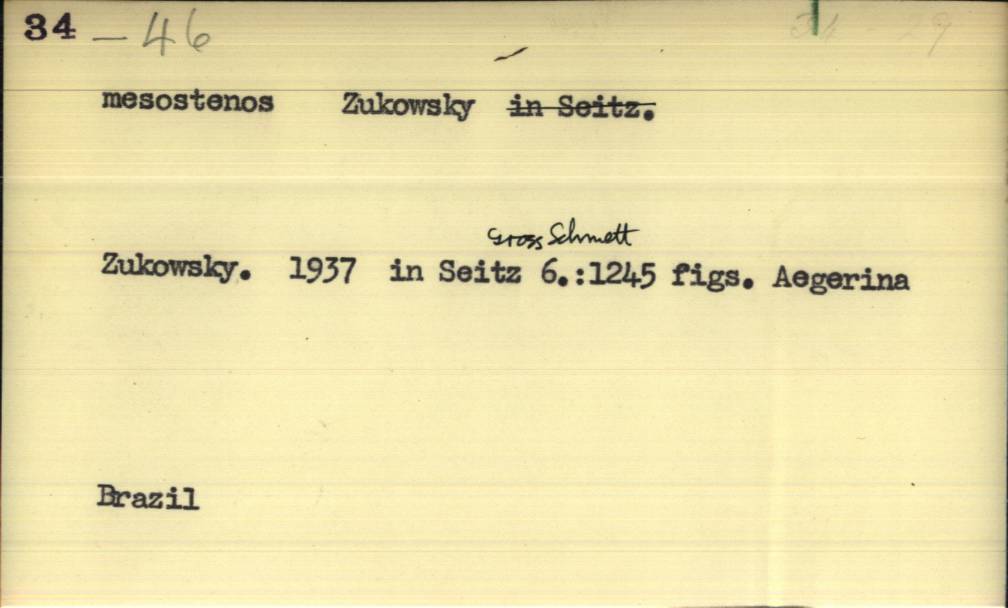 34 - 46
mesostenos Zukowsky in Seitz.
Gross Schmett
Zukowsky. 1937 in Seitz 6.:1245 figs. Aegerina
Brazil